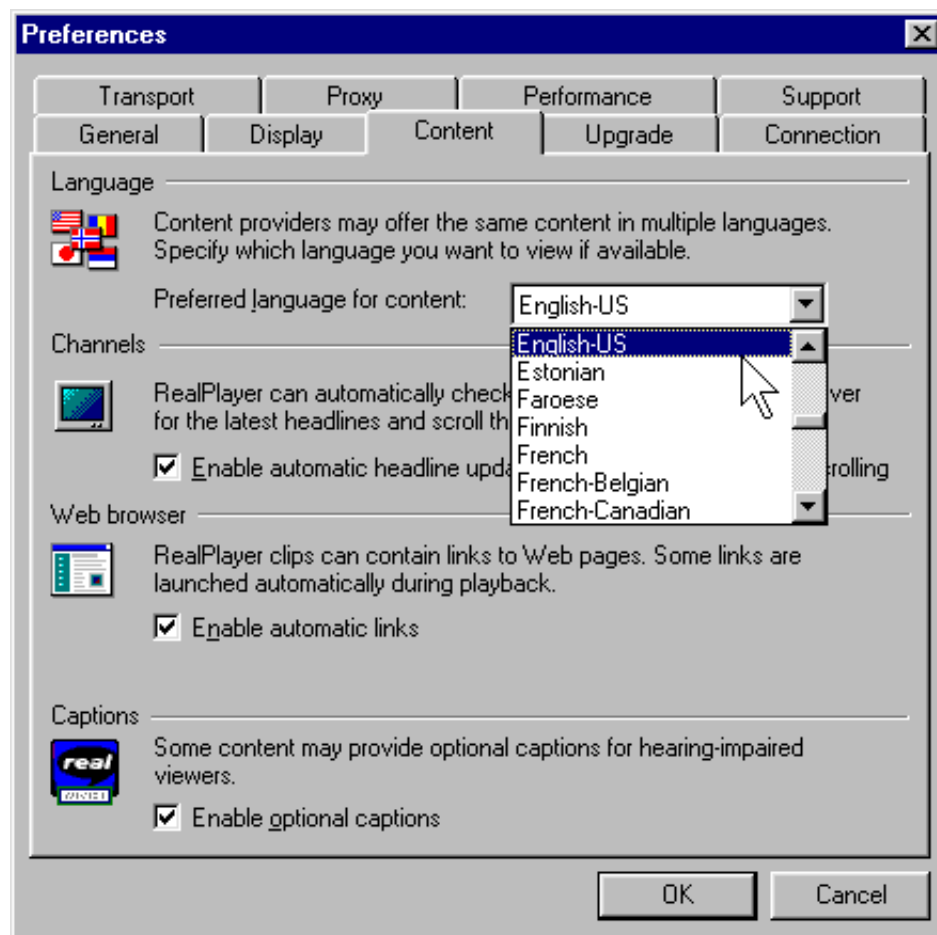 Preferences
Transport Proxy Performance Support
General Display Content Upgrade Connection
Language
Content providers may offer the same content in multiple languages.
Specify which language you want to view if available.
Preferred language for content: English-US
English-US
Estonian
Faroese
Finnish
French
French-Belgian
French-Canadian
Channels
RealPlayer can automatically check ver
for the latest headlines and scroll th
Enable automatic headline upda rolling
Web browser
RealPlayer clips can contain links to Web pages. Some links are
launched automatically during playback.
Enable automatic links
Captions
real
Some content may provide optional captions for hearing-impaired
viewers.
Enable optional captions
OK Cancel